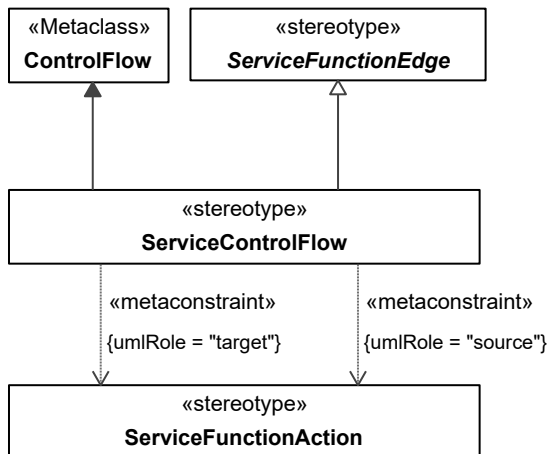 «Metaclass»
ControlFlow
«stereotype»
ServiceFunctionEdge
«stereotype»
ServiceControlFlow
«metaconstraint»
{umlRole = "target"}
«metaconstraint»
{umlRole = "source"}
«stereotype»
ServiceFunctionAction